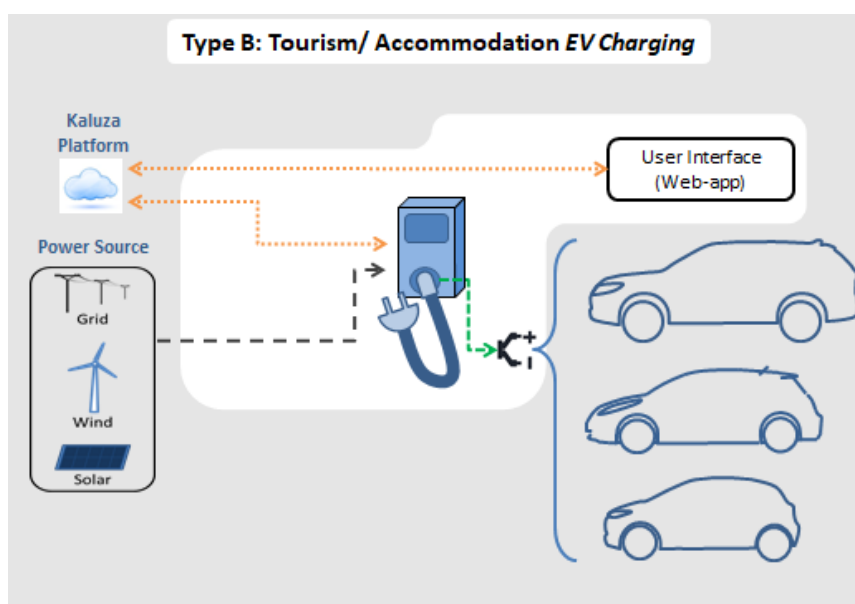 Type B: Tourism/ Accommodation EV Charging
Kaluza
Platform
User Interface
(Web-app)
Power Source
Grid
Wind
Solar